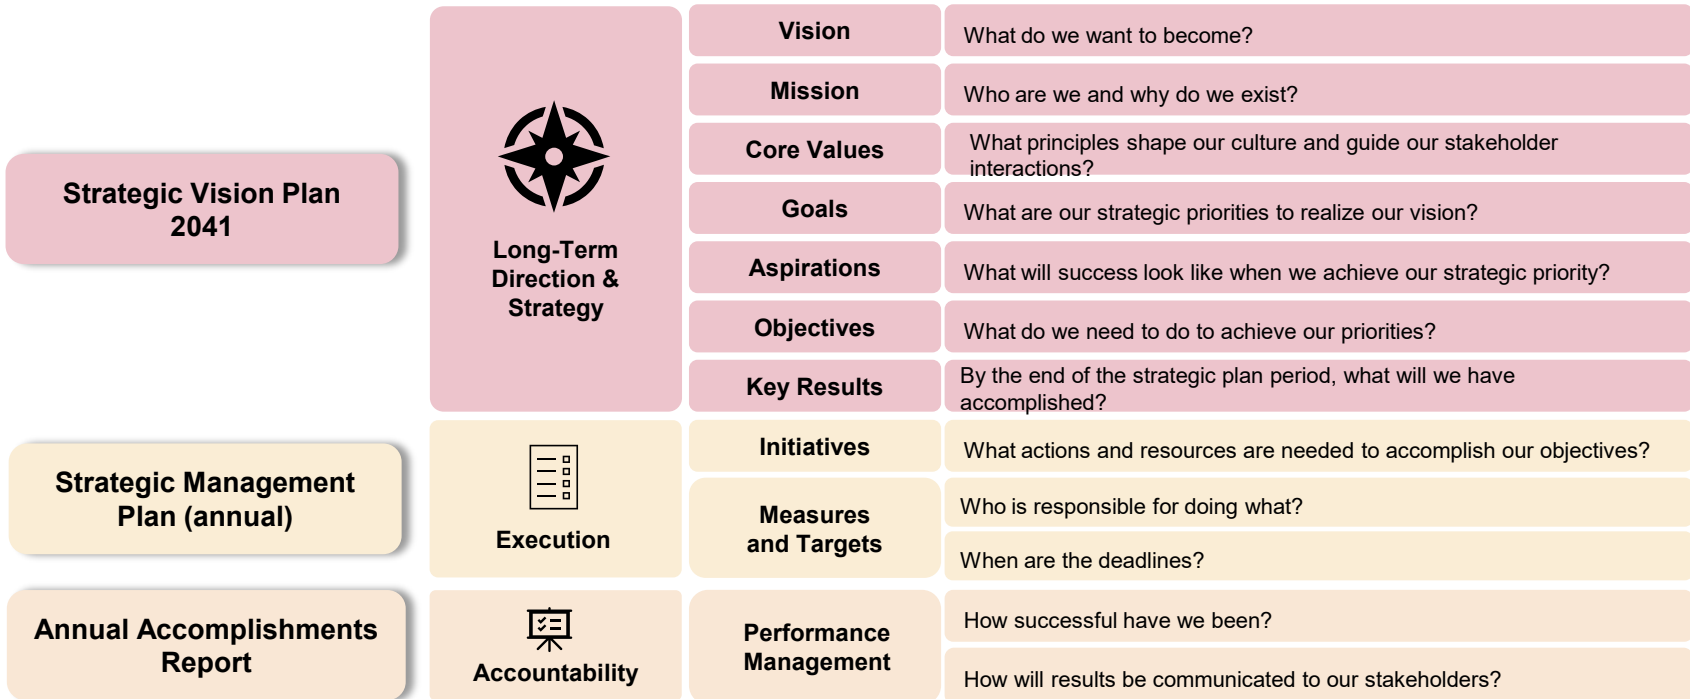 Strategic Vision Plan
2041
Long-Term
Direction &
Strategy
Vision
What do we want to become?
Mission
Who are we and why do we exist?
Core Values
What principles shape our culture and guide our stakeholder
interactions?
Goals
What are our strategic priorities to realize our vision?
Aspirations
What will success look like when we achieve our strategic priority?
Objectives
What do we need to do to achieve our priorities?
Key Results
By the end of the strategic plan period, what will we have
accomplished?
Strategic Management
Plan (annual)
Execution
Initiatives
What actions and resources are needed to accomplish our objectives?
Measures
and Targets
Who is responsible for doing what?
When are the deadlines?
Annual Accomplishments
Report
Accountability
Performance
Management
How successful have we been?
How will results be communicated to our stakeholders?